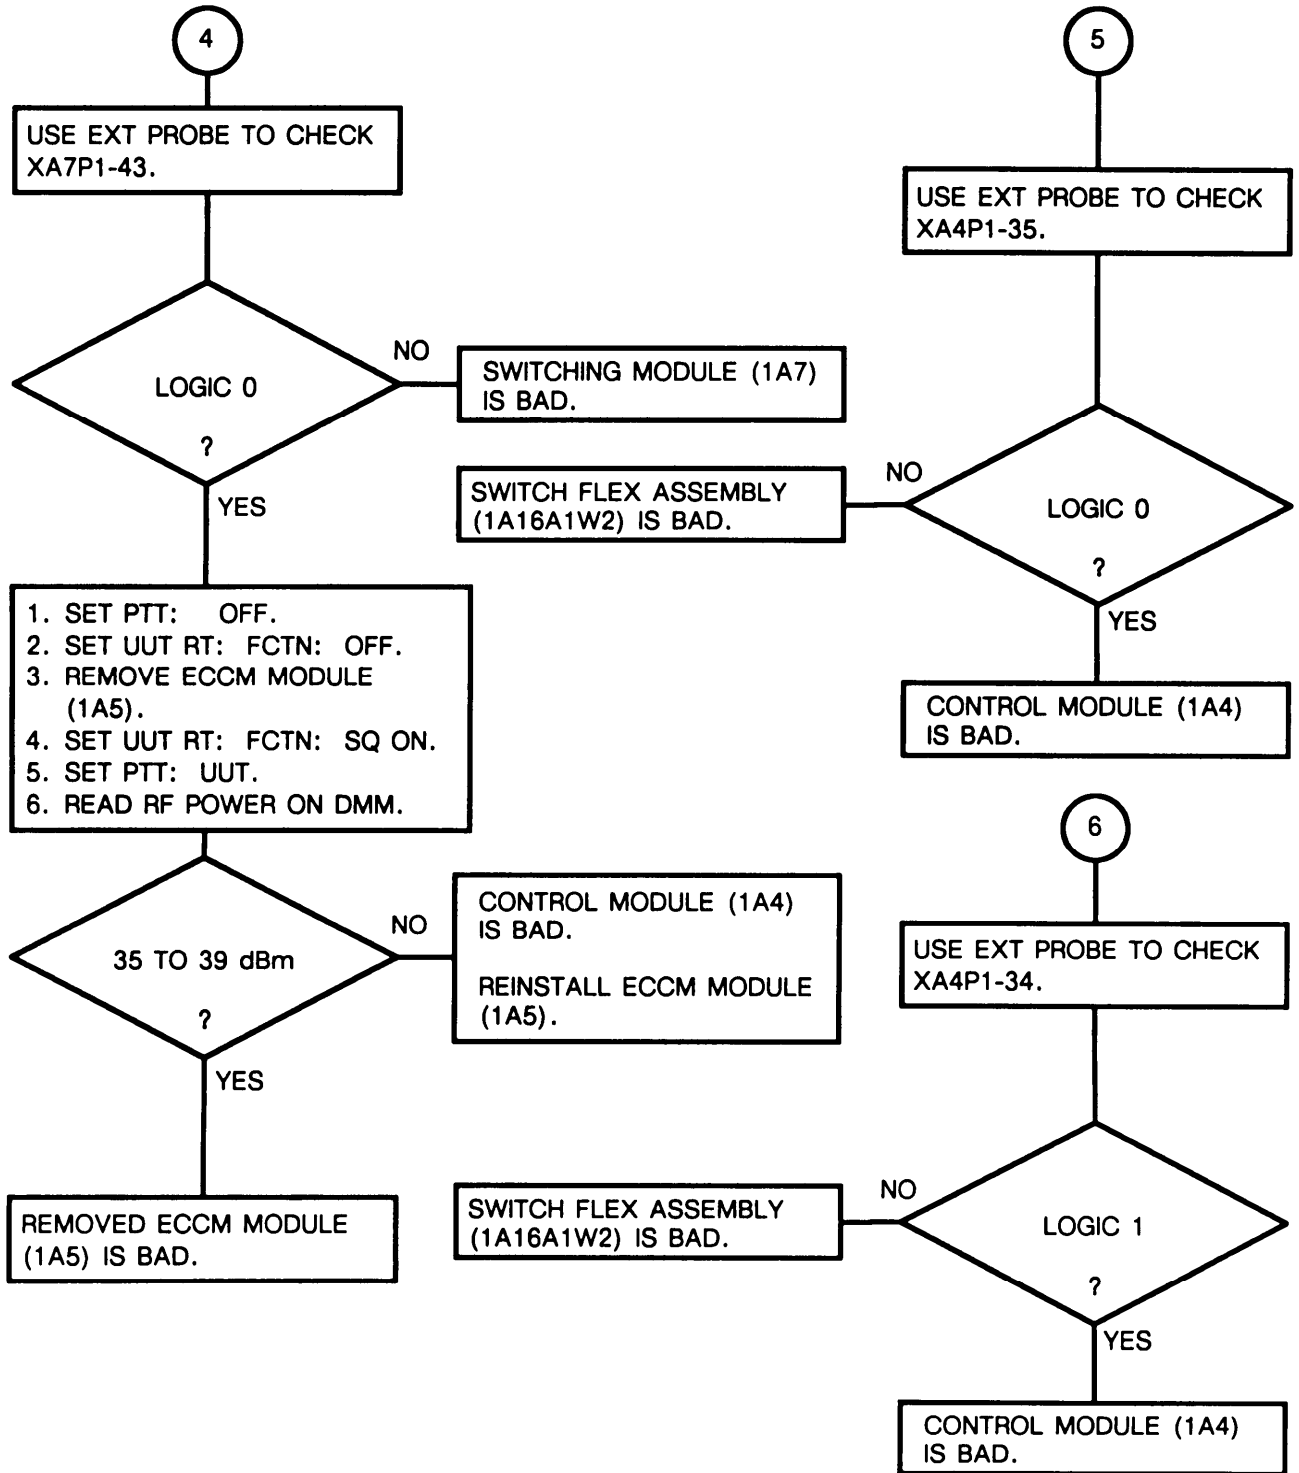 4
USE EXT PROBE TO CHECK
XA7P1-43.
LOGIC 0
?
NO
SWITCHING MODULE (1A7)
IS BAD.
YES
1. SET PTT: OFF.
2. SET UUT RT: FCTN: OFF.
3. REMOVE ECCM MODULE
(1A5).
4. SET UUT RT: FCTN: SQ ON.
5. SET PTT: UUT.
6. READ RF POWER ON DMM.
35 TO 39 dBm
?
NO
CONTROL MODULE (1A4)
IS BAD.
REINSTALL ECCM MODULE
(1A5).
YES
REMOVED ECCM MODULE
(1A5) IS BAD.
5
USE EXT PROBE TO CHECK
XA4P1-35.
LOGIC 0
?
NO
SWITCH FLEX ASSEMBLY
(1A16A1W2) IS BAD.
YES
CONTROL MODULE (1A4)
IS BAD.
6
USE EXT PROBE TO CHECK
XA4P1-34.
LOGIC 1
?
NO
SWITCH FLEX ASSEMBLY
(1A16A1W2) IS BAD.
YES
CONTROL MODULE (1A4)
IS BAD.